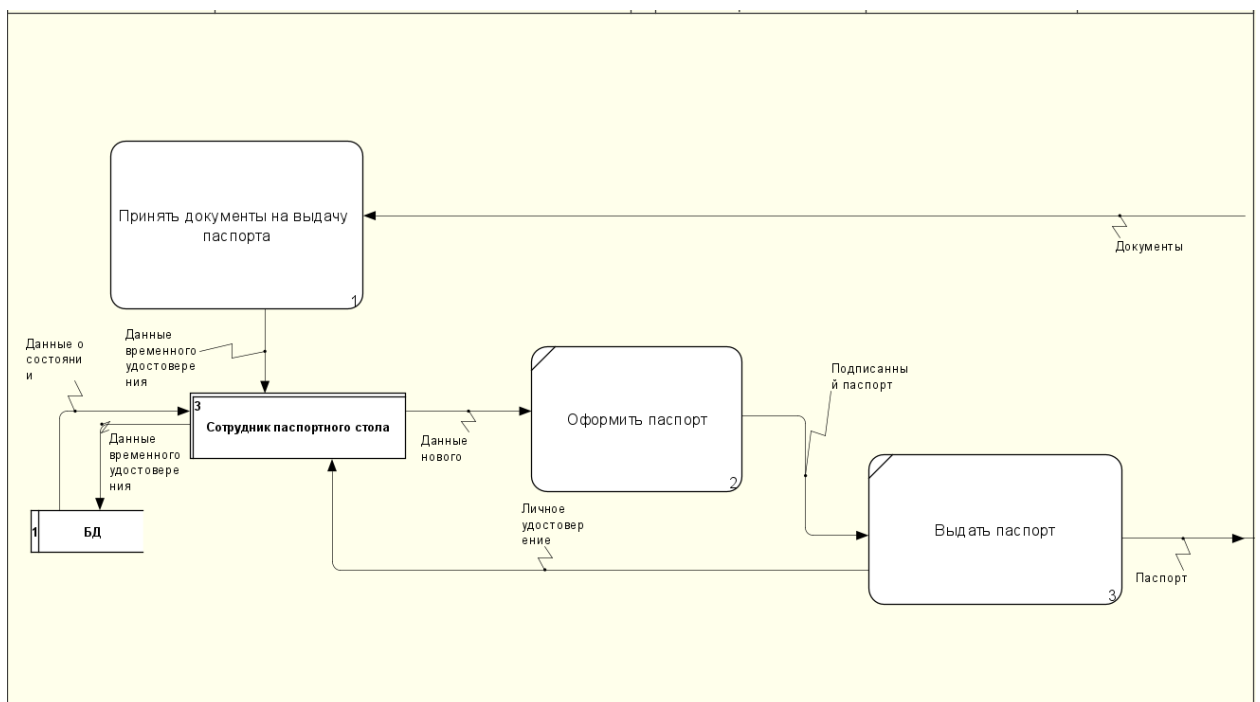 Принять документы на выдачу
паспорта
1
Документы
Данные о
состояни
и
Данные
временного
удостовере
ния
3
Сотрудник паспортного стола
Данные
временного
удостовере
ния
1
БД
Данные
нового
Оформить паспорт
2
Подписанны
й паспорт
Личное
удостовер
ение
Выдать паспорт
3
Паспорт